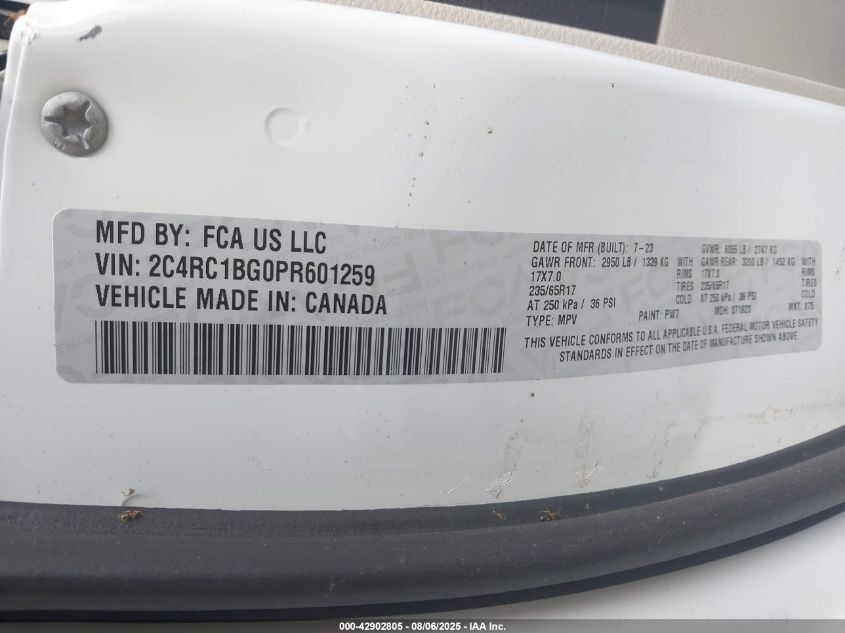 MFD BY: FCA US LLC
VIN: 2C4RC1BG0PR601259
VEHICLE MADE IN: CANADA
DATE OF MFR (BUILT): 7-23 GVWR: 6055 LB / 2747 KG
GAWR FRONT: 2950 LB / 1339 KG WITH GAWR REAR: 3200 LB / 1452 KG WITH
17X7.0 RIMS 17X7.0 RIMS
235/65R17 TIRES 235/65R17 TIRES
AT 250 kPa / 36 PSI COLD AT 250 kPa / 36 PSI COLD
TYPE: MPV PAINT: PW7 MDH: 071823 MKT: 075
THIS VEHICLE CONFORMS TO ALL APPLICABLE U.S.A. FEDERAL MOTOR VEHICLE SAFETY
STANDARDS IN EFFECT ON THE DATE OF MANUFACTURE SHOWN ABOVE
000-42902805 - 08/06/2025 - IAA Inc.